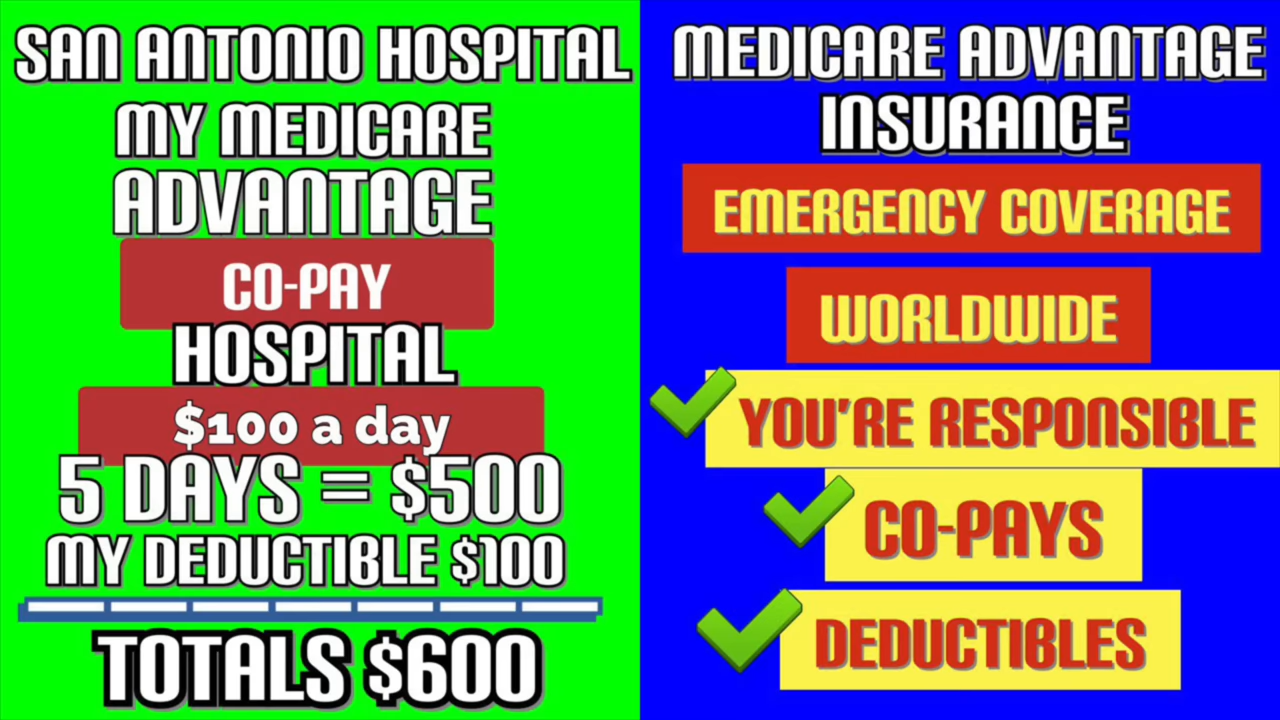 SAN ANTONIO HOSPITAL
MY MEDICARE
ADVANTAGE
CO-PAY
HOSPITAL
$100 a day
5 DAYS = $500
MY DEDUCTIBLE $100
TOTALS $600
MEDICARE ADVANTAGE
INSURANCE
EMERGENCY COVERAGE
WORLDWIDE
YOU'RE RESPONSIBLE
CO-PAYS
DEDUCTIBLES